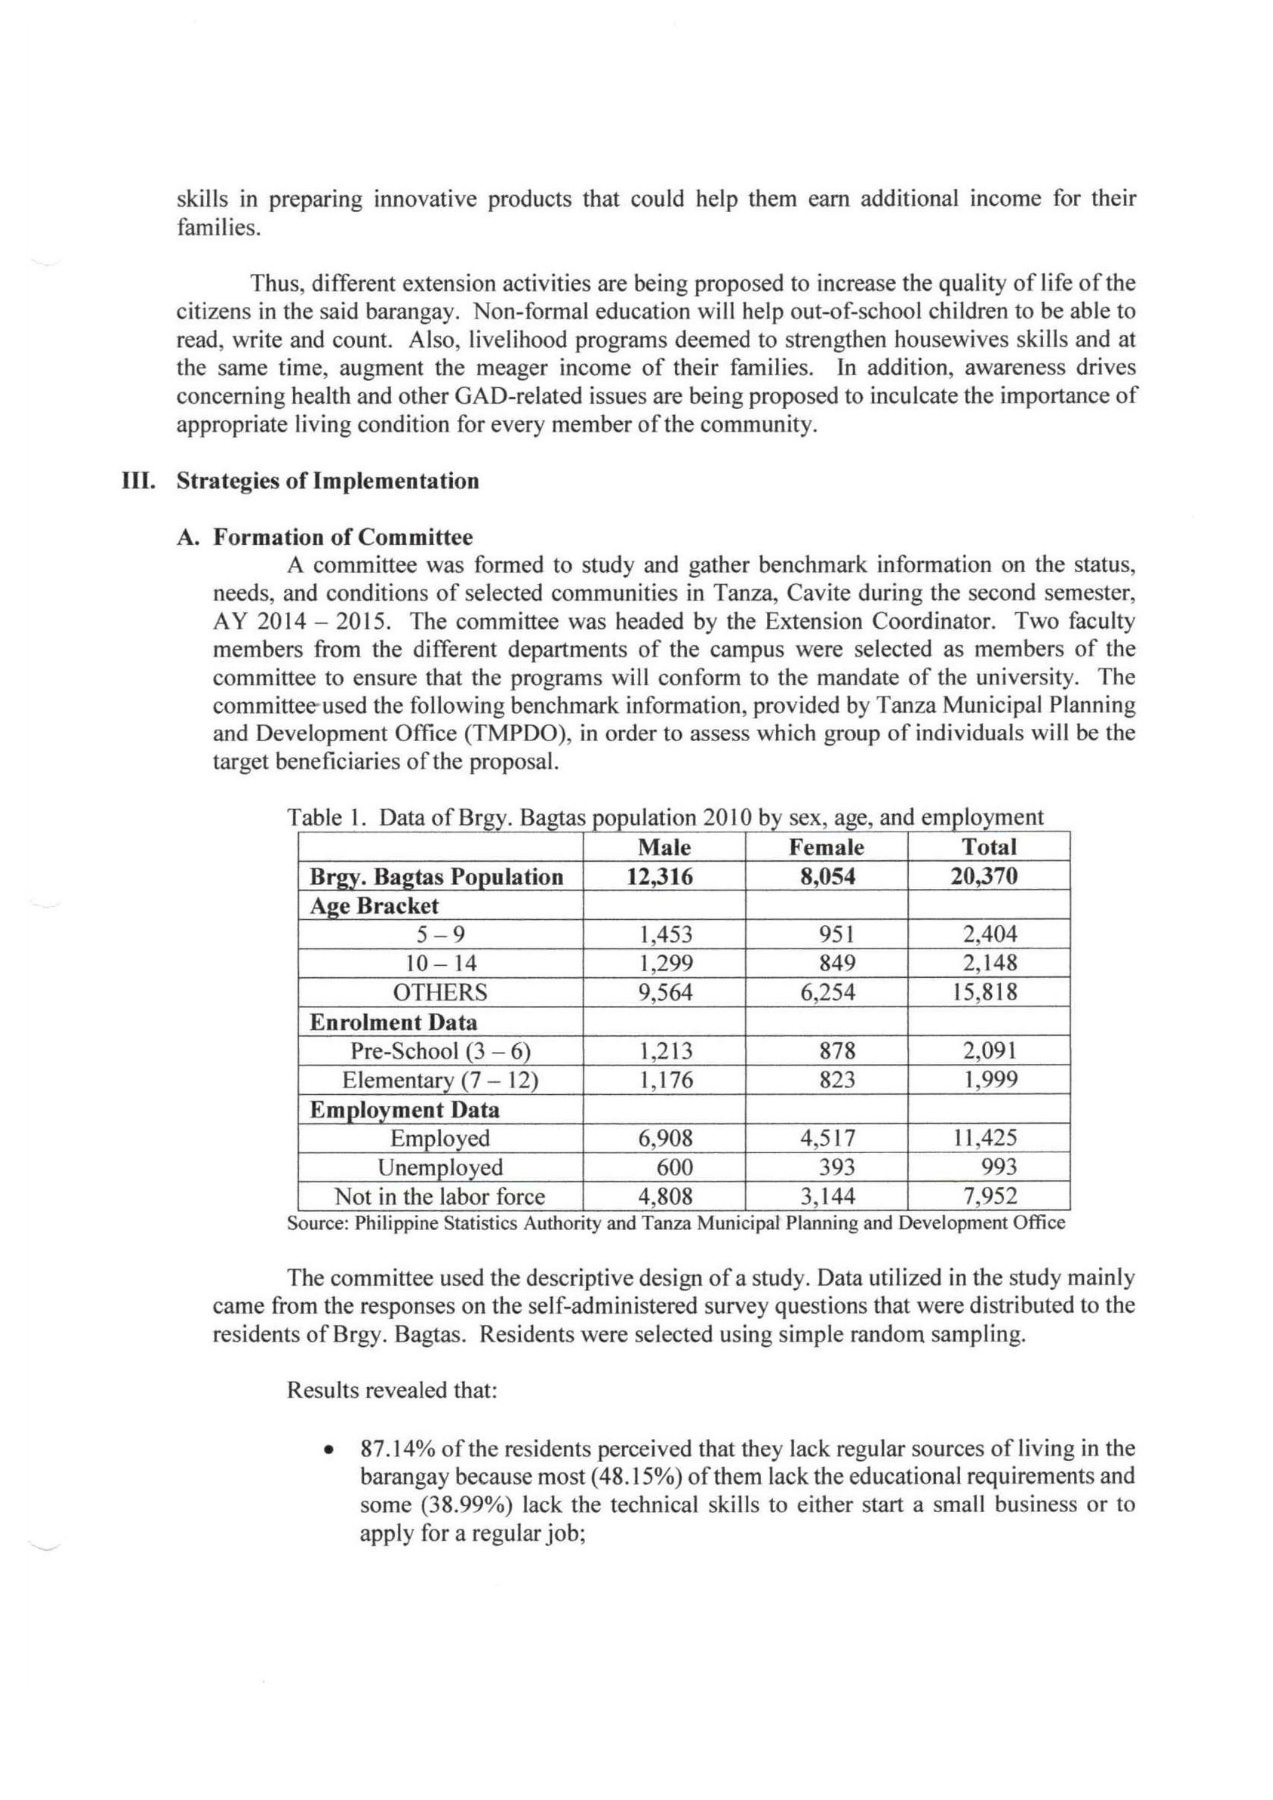 skills in preparing innovative products that could help them earn additional income for their
families.
Thus, different extension activities are being proposed to increase the quality of life of the
citizens in the said barangay. Non-formal education will help out-of-school children to be able to
read, write and count. Also, livelihood programs deemed to strengthen housewives skills and at
the same time, augment the meager income of their families. In addition, awareness drives
concerning health and other GAD-related issues are being proposed to inculcate the importance of
appropriate living condition for every member of the community.
III. Strategies of Implementation
A. Formation of Committee
A committee was formed to study and gather benchmark information on the status,
needs, and conditions of selected communities in Tanza, Cavite during the second semester,
AY 2014 – 2015. The committee was headed by the Extension Coordinator. Two faculty
members from the different departments of the campus were selected as members of the
committee to ensure that the programs will conform to the mandate of the university. The
committee used the following benchmark information, provided by Tanza Municipal Planning
and Development Office (TMPDO), in order to assess which group of individuals will be the
target beneficiaries of the proposal.
Table 1. Data of Brgy. Bagtas population 2010 by sex, age, and employment
Male Female Total
Brgy. Bagtas Population 12,316 8,054 20,370
Age Bracket
5 – 9 1,453 951 2,404
10 – 14 1,299 849 2,148
OTHERS 9,564 6,254 15,818
Enrolment Data
Pre-School (3 – 6) 1,213 878 2,091
Elementary (7 – 12) 1,176 823 1,999
Employment Data
Employed 6,908 4,517 11,425
Unemployed 600 393 993
Not in the labor force 4,808 3,144 7,952
Source: Philippine Statistics Authority and Tanza Municipal Planning and Development Office
The committee used the descriptive design of a study. Data utilized in the study mainly
came from the responses on the self-administered survey questions that were distributed to the
residents of Brgy. Bagtas. Residents were selected using simple random sampling.
Results revealed that:
• 87.14% of the residents perceived that they lack regular sources of living in the
barangay because most (48.15%) of them lack the educational requirements and
some (38.99%) lack the technical skills to either start a small business or to
apply for a regular job;